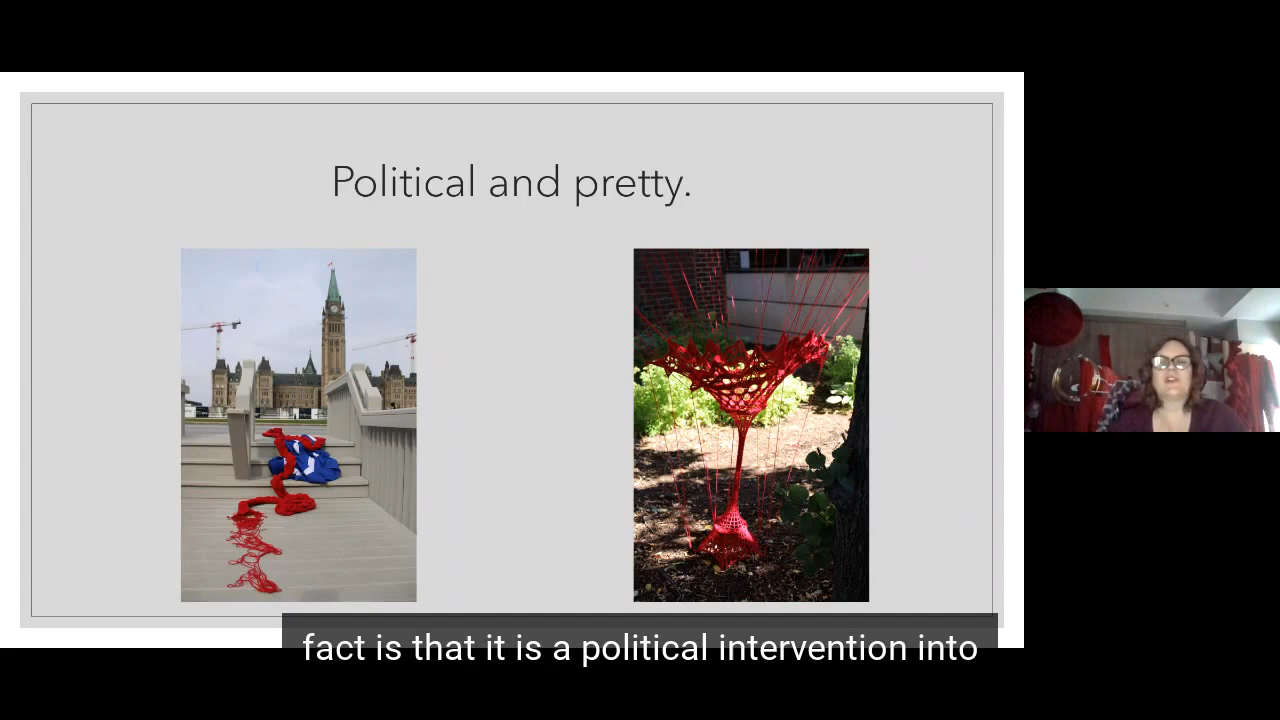 Political and pretty.
fact is that it is a political intervention into